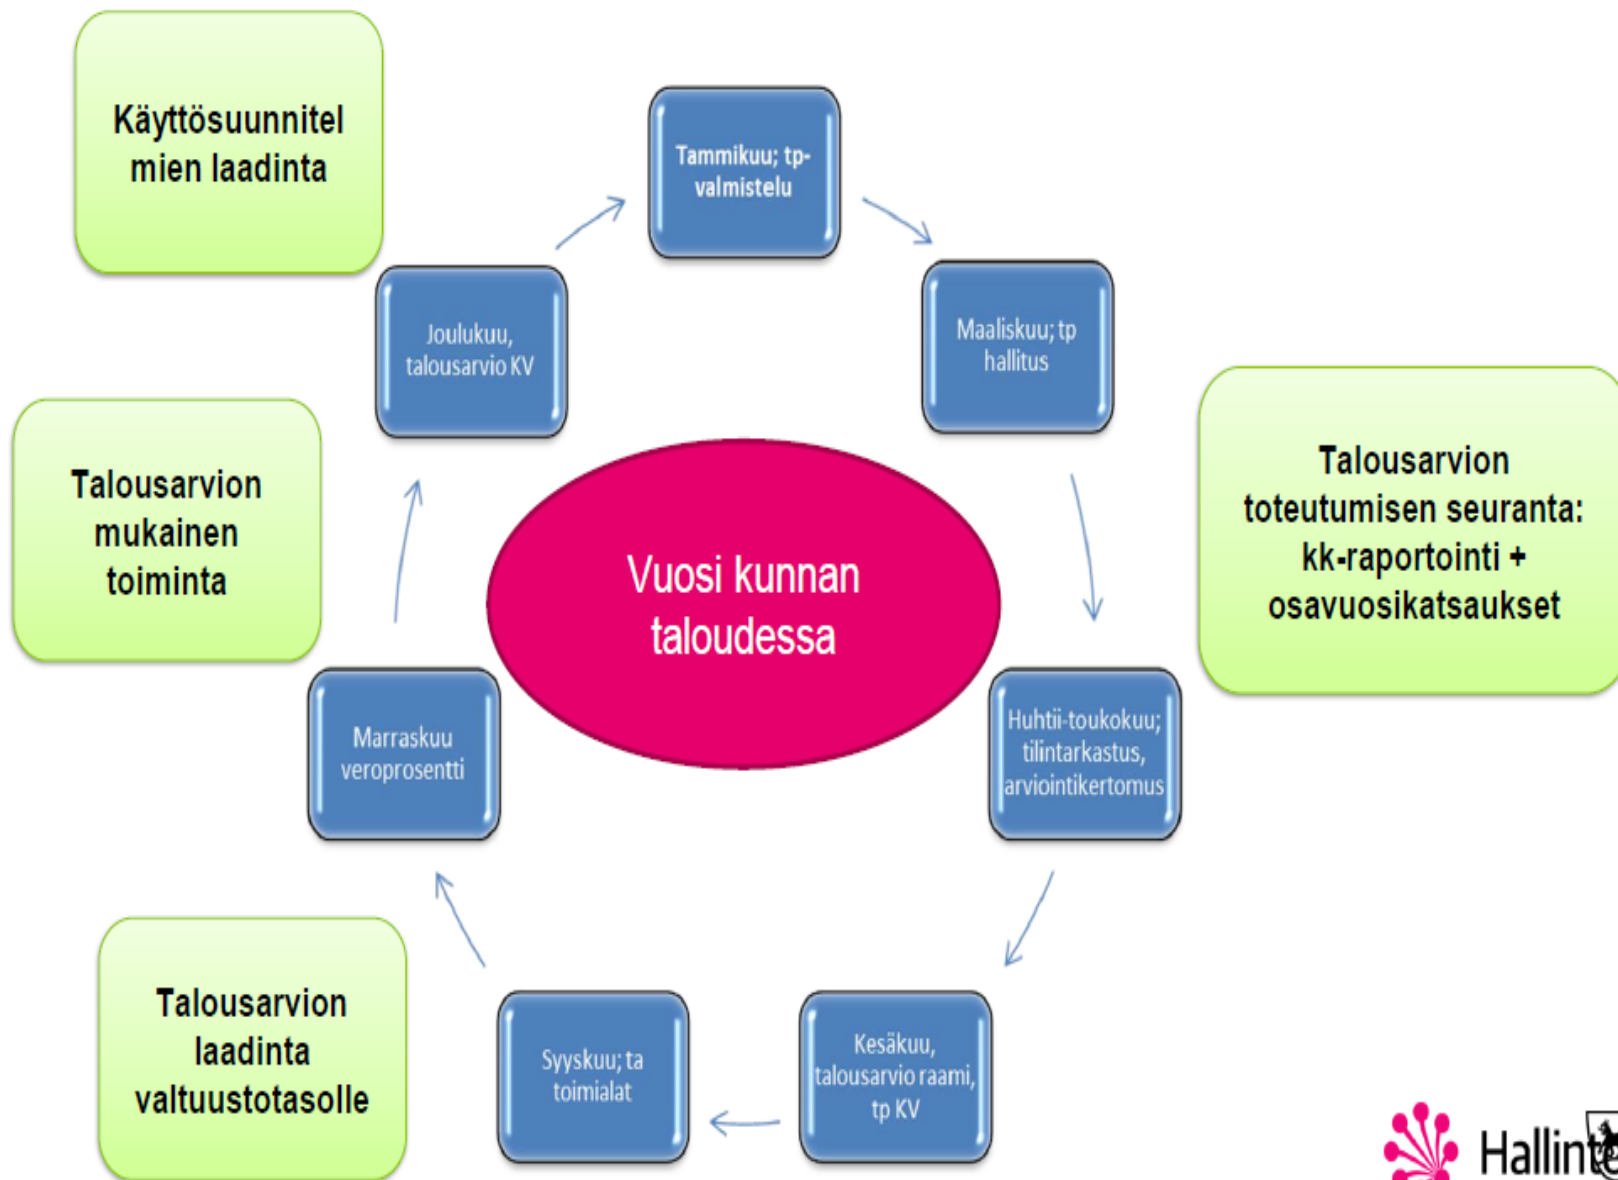 Käyttösuunnitel
mien laadinta
Tammikuu; tp-
valmistelu
Joulukuu,
talousarvio KV
Maaliskuu; tp
hallitus
Talousarvion
mukainen
toiminta
Talousarvion
toteutumisen seuranta:
kk-raportointi +
osavuosikatsaukset
Vuosi kunnan
taloudessa
Marraskuu
veroprosentti
Huhtii-toukokuu;
tilintarkastus,
arviointikertomus
Talousarvion
laadinta
valtuustotasolle
Syyskuu; ta
toimialat
Kesäkuu,
talousarvio raami,
tp KV